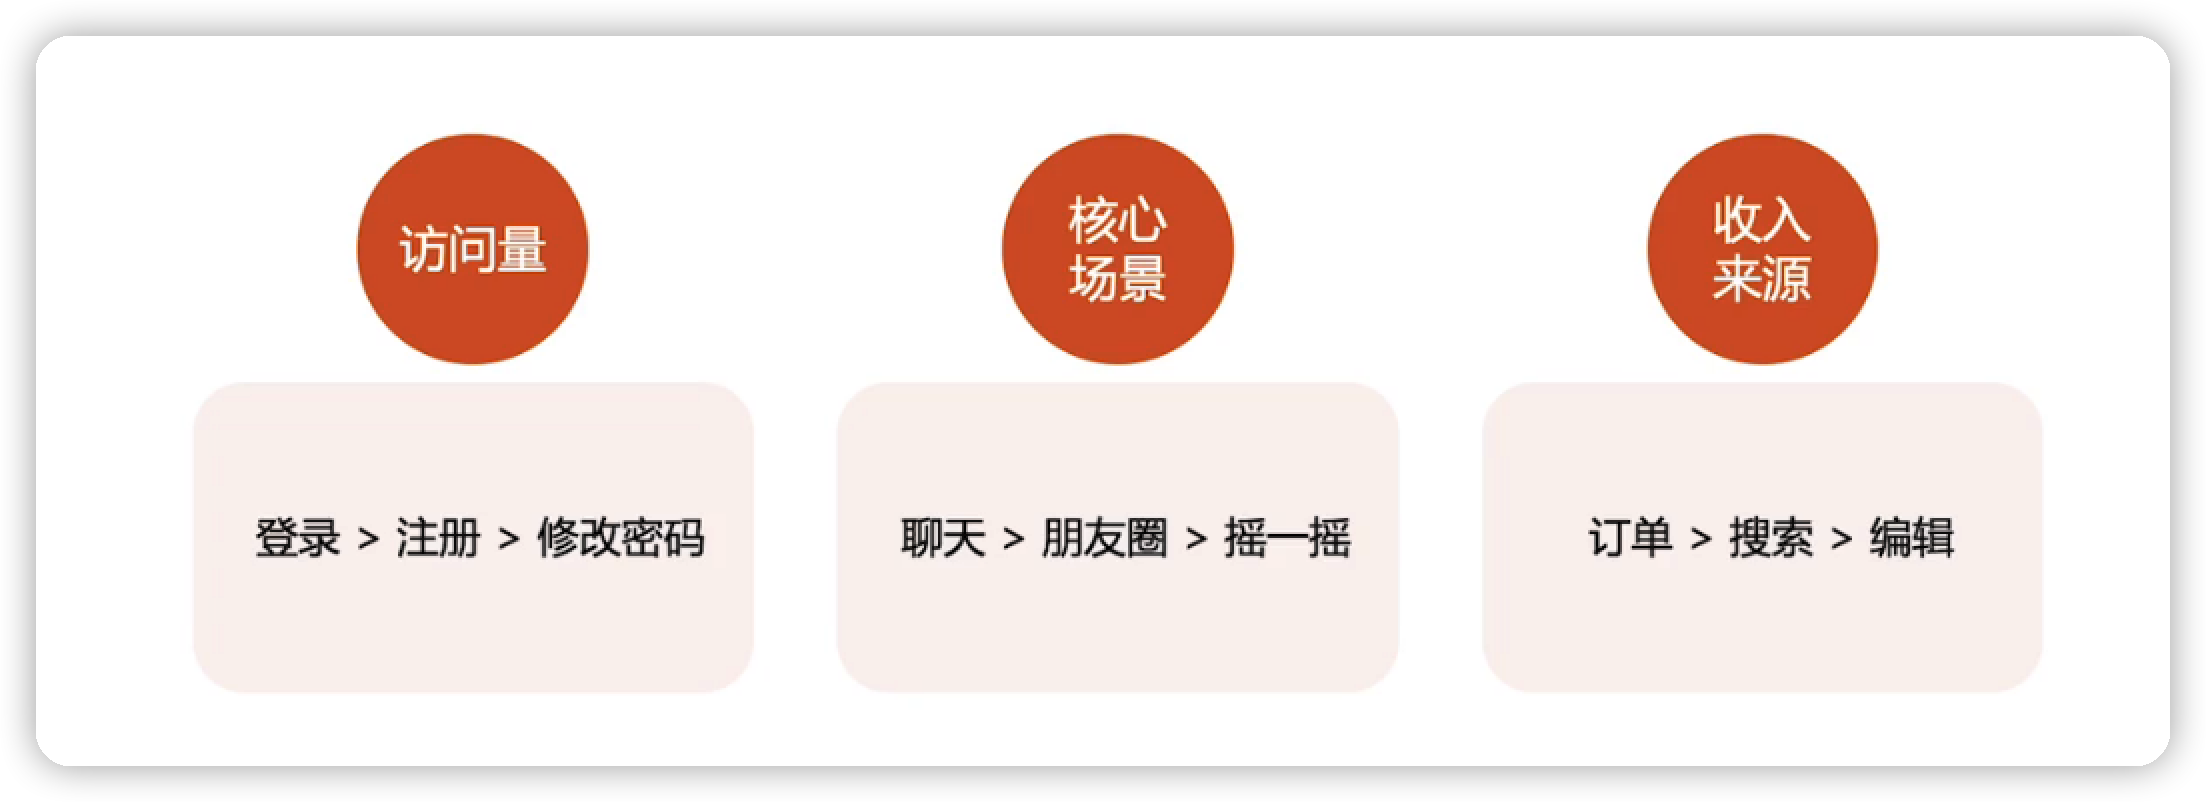 访问量
登录 > 注册 > 修改密码
核心
场景
聊天 > 朋友圈 > 摇一摇
收入
来源
订单 > 搜索 > 编辑